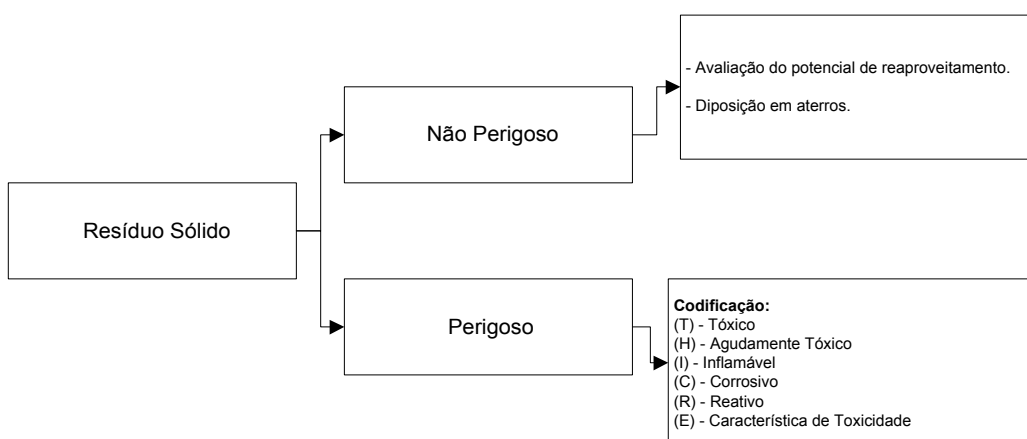 - Avaliação do potencial de reaproveitamento.
- Diposição em aterros.
Não Perigoso
Resíduo Sólido
Perigoso
Codificação:
(T) - Tóxico
(H) - Agudamente Tóxico
(I) - Inflamável
(C) - Corrosivo
(R) - Reativo
(E) - Característica de Toxicidade